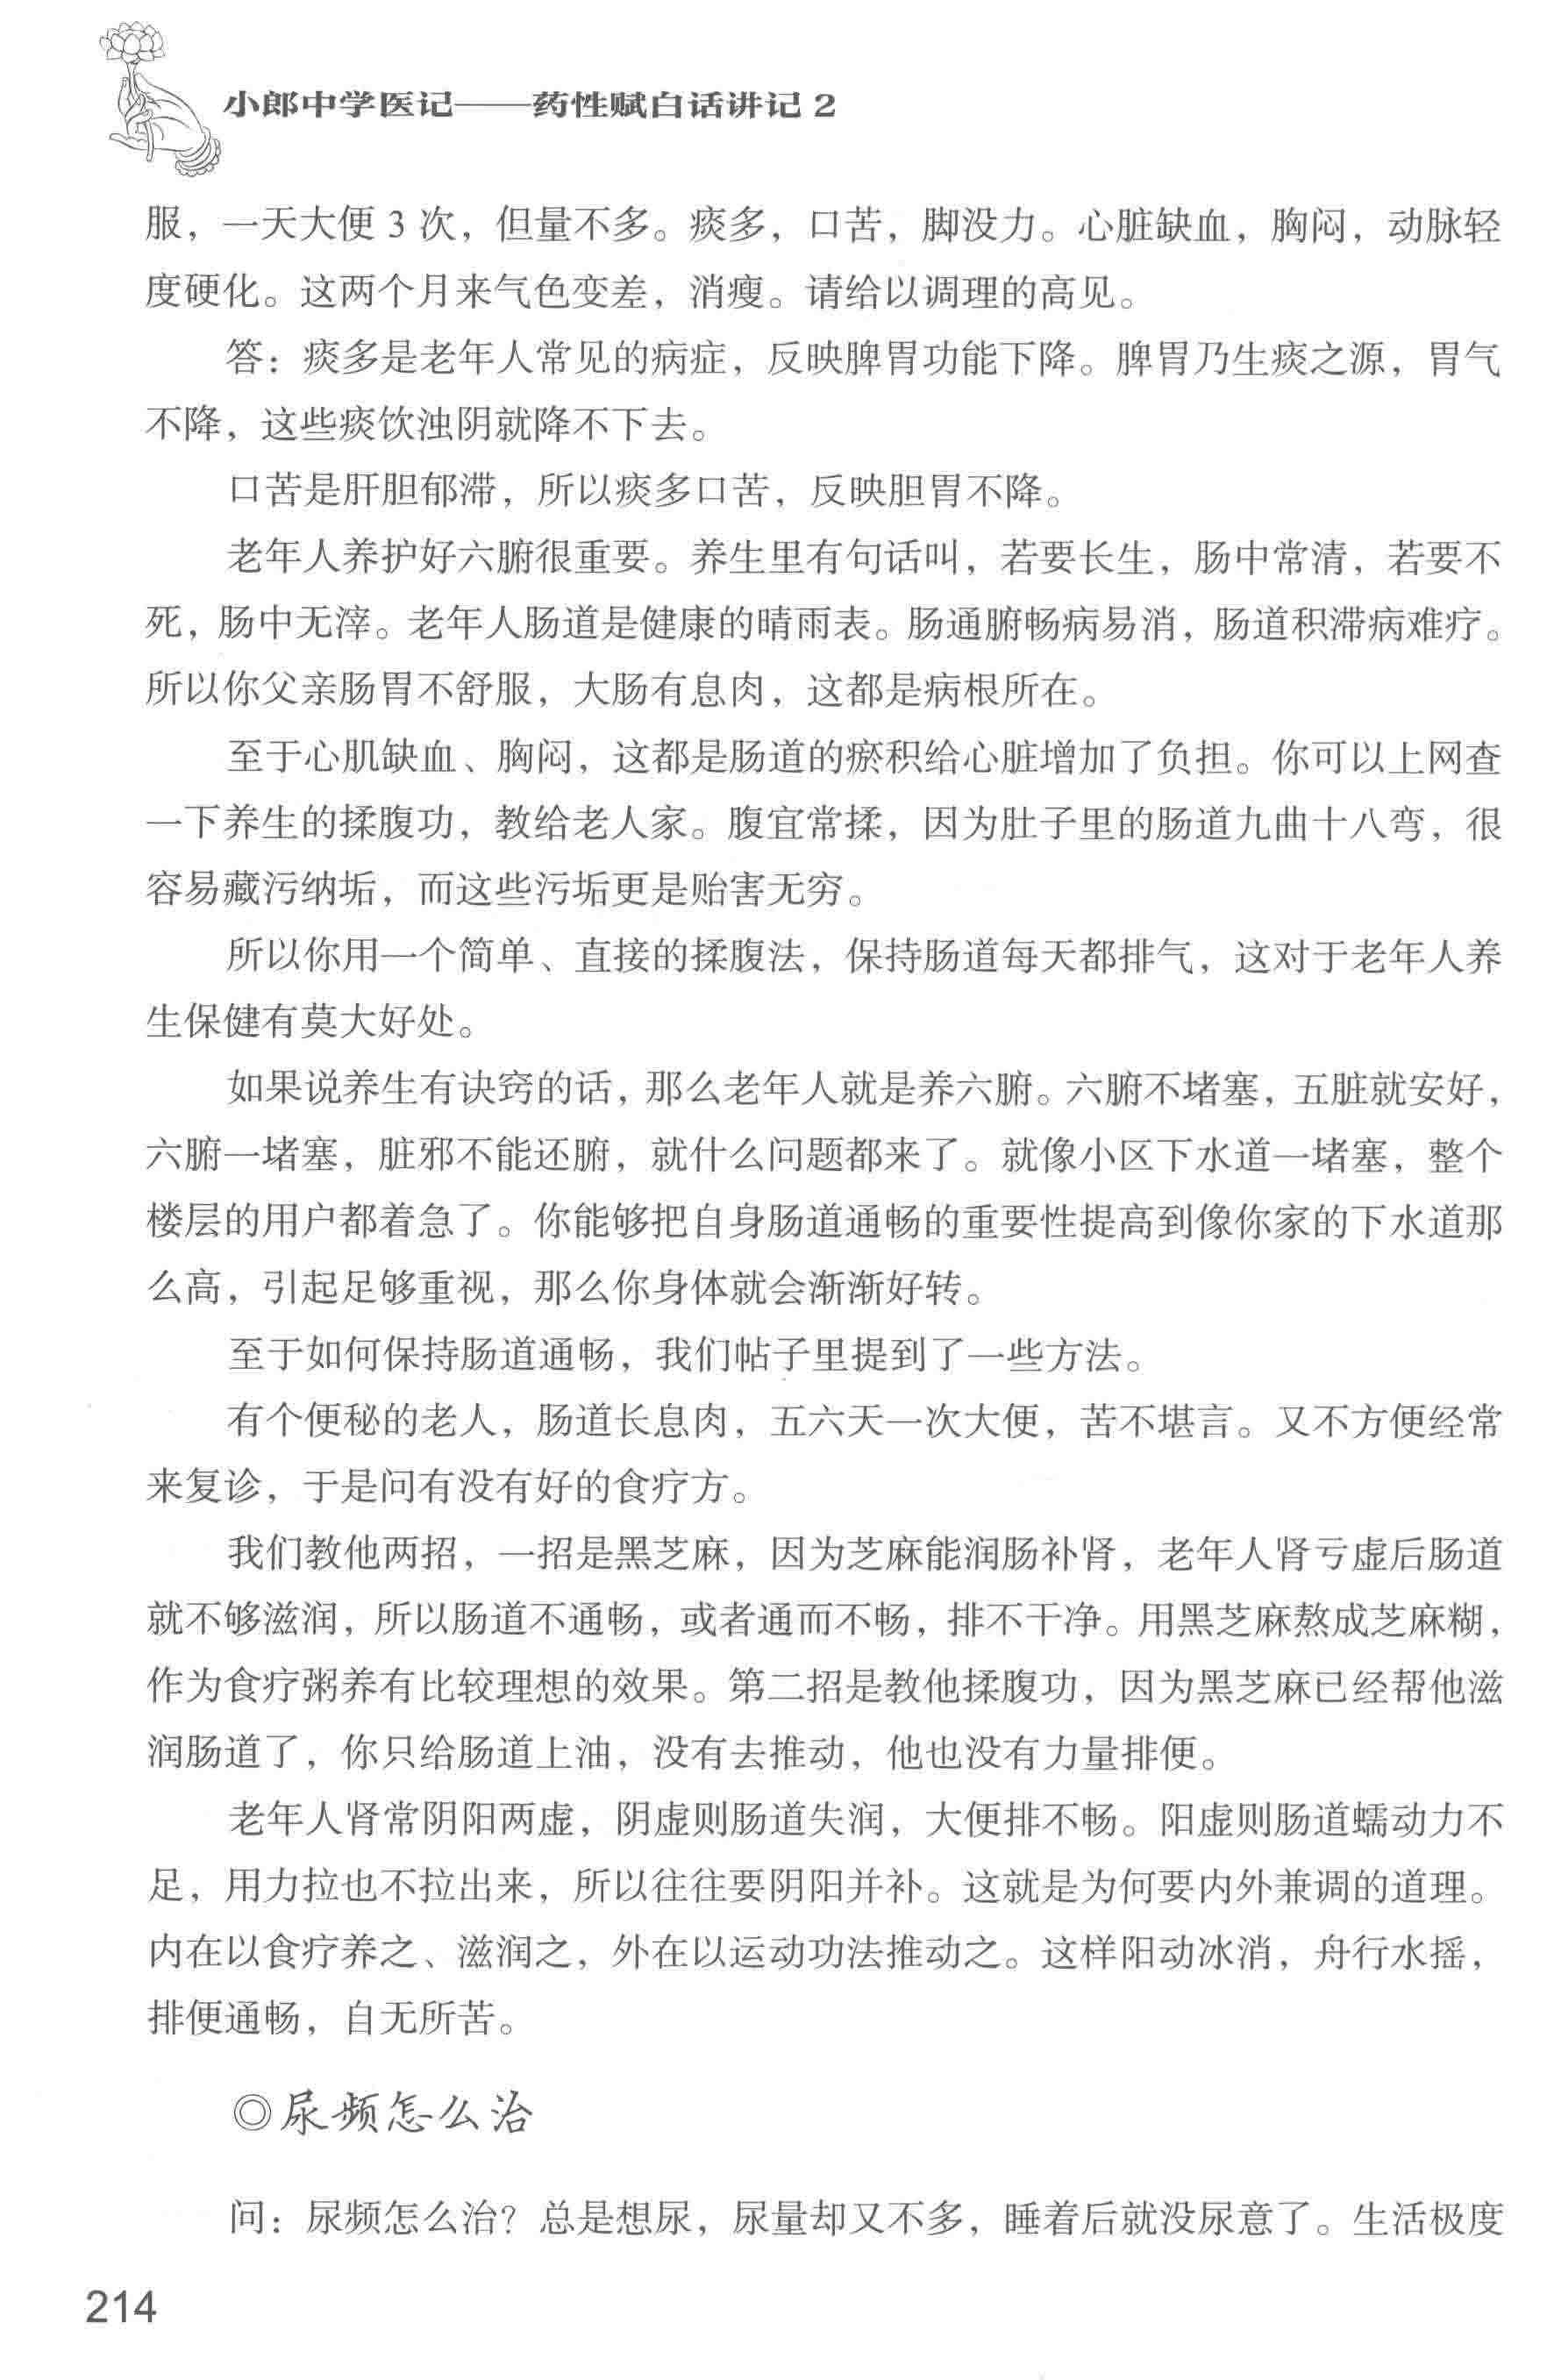 小郎中学医记——药性赋白话讲记 2
服，一天大便 3 次，但量不多。痰多，口苦，脚没力。心脏缺血，胸闷，动脉轻
度硬化。这两个月来气色变差，消瘦。请给以调理的高见。
答：痰多是老年人常见的病症，反映脾胃功能下降。脾胃乃生痰之源，胃气
不降，这些痰饮浊阴就降不下去。
口苦是肝胆郁滞，所以痰多口苦，反映胆胃不降。
老年人养护好六腑很重要。养生里有句话叫，若要长生，肠中常清，若要不
死，肠中无滓。老年人肠道是健康的晴雨表。肠通腑畅病易消，肠道积滞病难疗。
所以你父亲肠胃不舒服，大肠有息肉，这都是病根所在。
至于心肌缺血、胸闷，这都是肠道的瘀积给心脏增加了负担。你可以上网查
一下养生的揉腹功，教给老人家。腹宜常揉，因为肚子里的肠道九曲十八弯，很
容易藏污纳垢，而这些污垢更是贻害无穷。
所以你用一个简单、直接的揉腹法，保持肠道每天都排气，这对于老年人养
生保健有莫大好处。
如果说养生有诀窍的话，那么老年人就是养六腑。六腑不堵塞，五脏就安好，
六腑一堵塞，脏邪不能还腑，就什么问题都来了。就像小区下水道一堵塞，整个
楼层的用户都着急了。你能够把自身肠道通畅的重要性提高到像你家的下水道那
么高，引起足够重视，那么你身体就会渐渐好转。
至于如何保持肠道通畅，我们帖子里提到了一些方法。
有个便秘的老人，肠道长息肉，五六天一次大便，苦不堪言。又不方便经常
来复诊，于是问有没有好的食疗方。
我们教他两招，一招是黑芝麻，因为芝麻能润肠补肾，老年人肾亏虚后肠道
就不够滋润，所以肠道不通畅，或者通而不畅，排不干净。用黑芝麻熬成芝麻糊，
作为食疗粥养有比较理想的效果。第二招是教他揉腹功，因为黑芝麻已经帮他滋
润肠道了，你只给肠道上油，没有去推动，他也没有力量排便。
老年人肾常阴阳两虚，阴虚则肠道失润，大便排不畅。阳虚则肠道蠕动力不
足，用力拉也不拉出来，所以往往要阴阳并补。这就是为何要内外兼调的道理。
内在以食疗养之、滋润之，外在以运动功法推动之。这样阳动冰消，舟行水摇，
排便通畅，自无所苦。
◎尿频怎么治
问：尿频怎么治？总是想尿，尿量却又不多，睡着后就没尿意了。生活极度
214